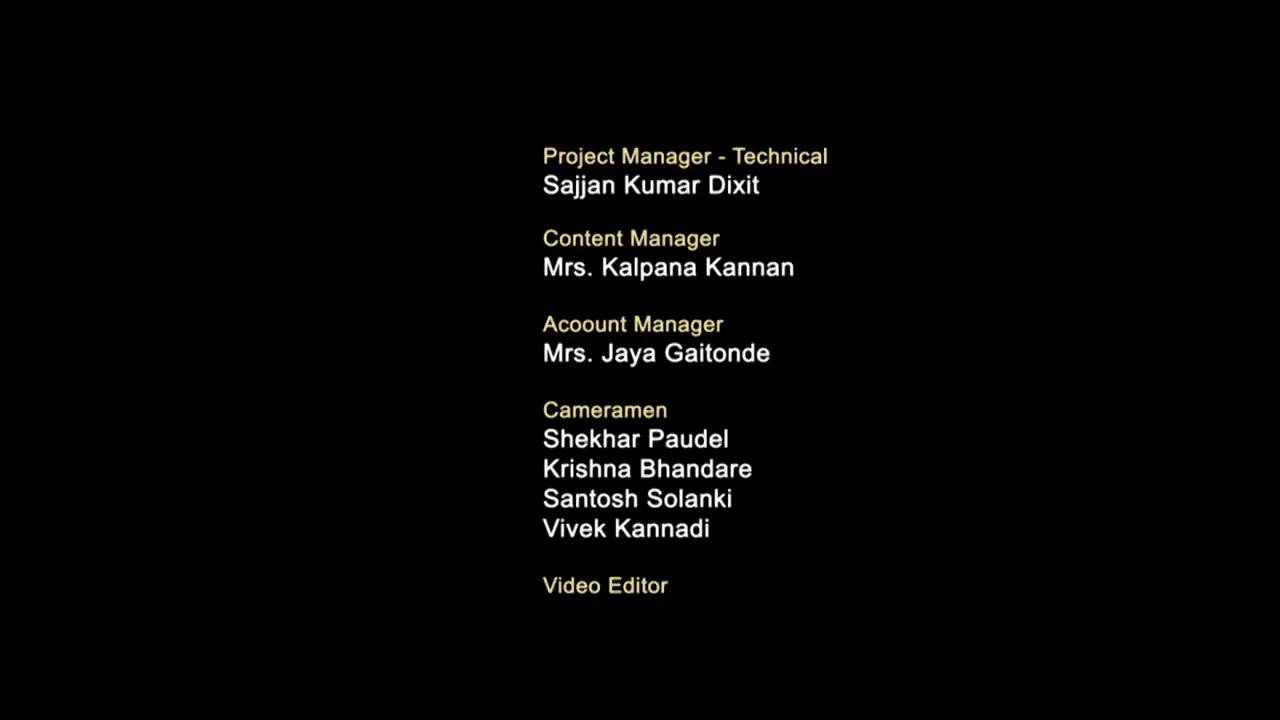 Project Manager - Technical
Sajjan Kumar Dixit
Content Manager
Mrs. Kalpana Kannan
Acoount Manager
Mrs. Jaya Gaitonde
Cameramen
Shekhar Paudel
Krishna Bhandare
Santosh Solanki
Vivek Kannadi
Video Editor